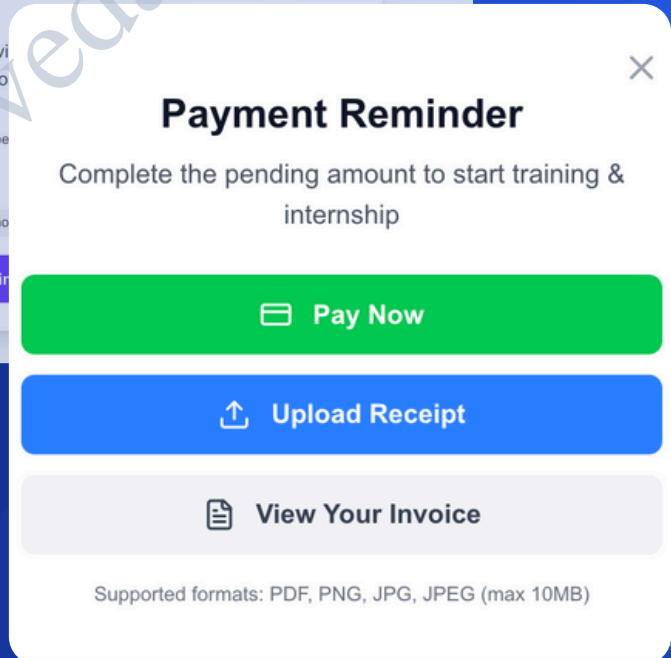 Payment Reminder
Complete the pending amount to start training &
internship
Pay Now
Upload Receipt
View Your Invoice
Supported formats: PDF, PNG, JPG, JPEG (max 10MB)